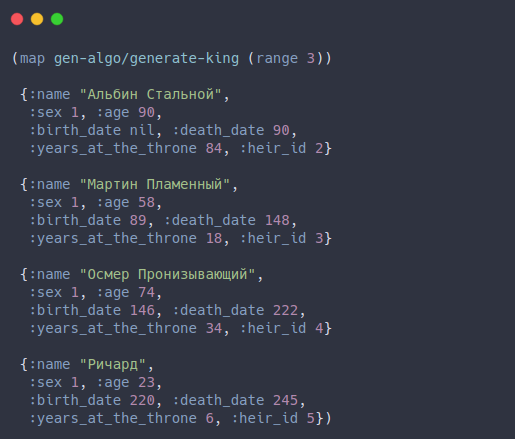 (map gen-algo/generate-king (range 3))
{:name "Альбин Стальной",
:sex 1, :age 90,
:birth_date nil, :death_date 90,
:years_at_the_throne 84, :heir_id 2}
{:name "Мартин Пламенный",
:sex 1, :age 58,
:birth_date 89, :death_date 148,
:years_at_the_throne 18, :heir_id 3}
{:name "Осмер Пронизывающий",
:sex 1, :age 74,
:birth_date 146, :death_date 222,
:years_at_the_throne 34, :heir_id 4}
{:name "Ричард",
:sex 1, :age 23,
:birth_date 220, :death_date 245,
:years_at_the_throne 6, :heir_id 5})